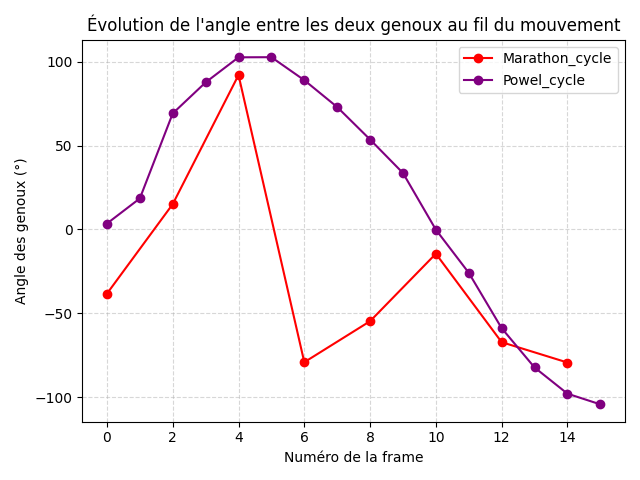 Évolution de l'angle entre les deux genoux au fil du mouvement
Marathon_cycle
Powel_cycle
Angle des genoux (°)
100
50
0
−50
−100
0 2 4 6 8 10 12 14
Numéro de la frame